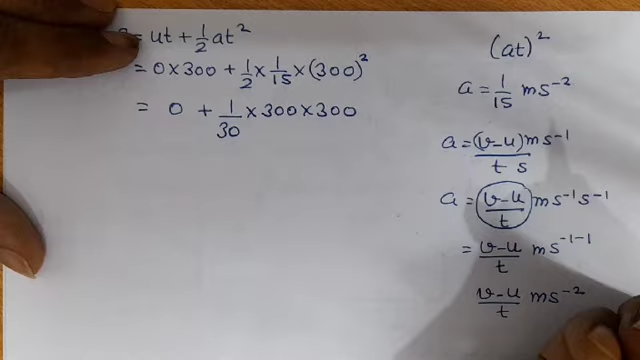 = ut + 1/2 at²
= 0 × 300 + 1/2 × 1/15 × (300)²
= 0 + 1/30 × 300 × 300
(at)²
a = 1/15 ms⁻²
a = (v-u) ms⁻¹ / t s
a = v-u/t ms⁻¹ s⁻¹
= v-u/t ms⁻¹⁻¹
v-u/t ms⁻²